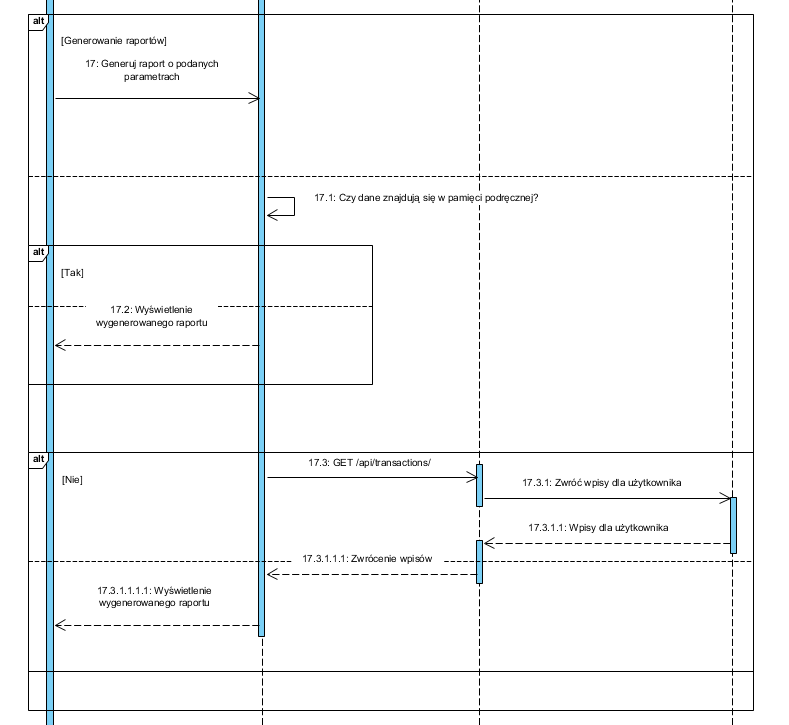 alt
[Generowanie raportów]
17: Generuj raport o podanych
parametrach
17.1: Czy dane znajdują się w pamięci podręcznej?
alt
[Tak]
17.2: Wyświetlenie
wygenerowanego raportu
alt
17.3: GET /api/transactions/
[Nie]
17.3.1: Zwróć wpisy dla użytkownika
17.3.1.1: Wpisy dla użytkownika
17.3.1.1.1: Zwrócenie wpisów
17.3.1.1.1.1: Wyświetlenie
wygenerowanego raportu